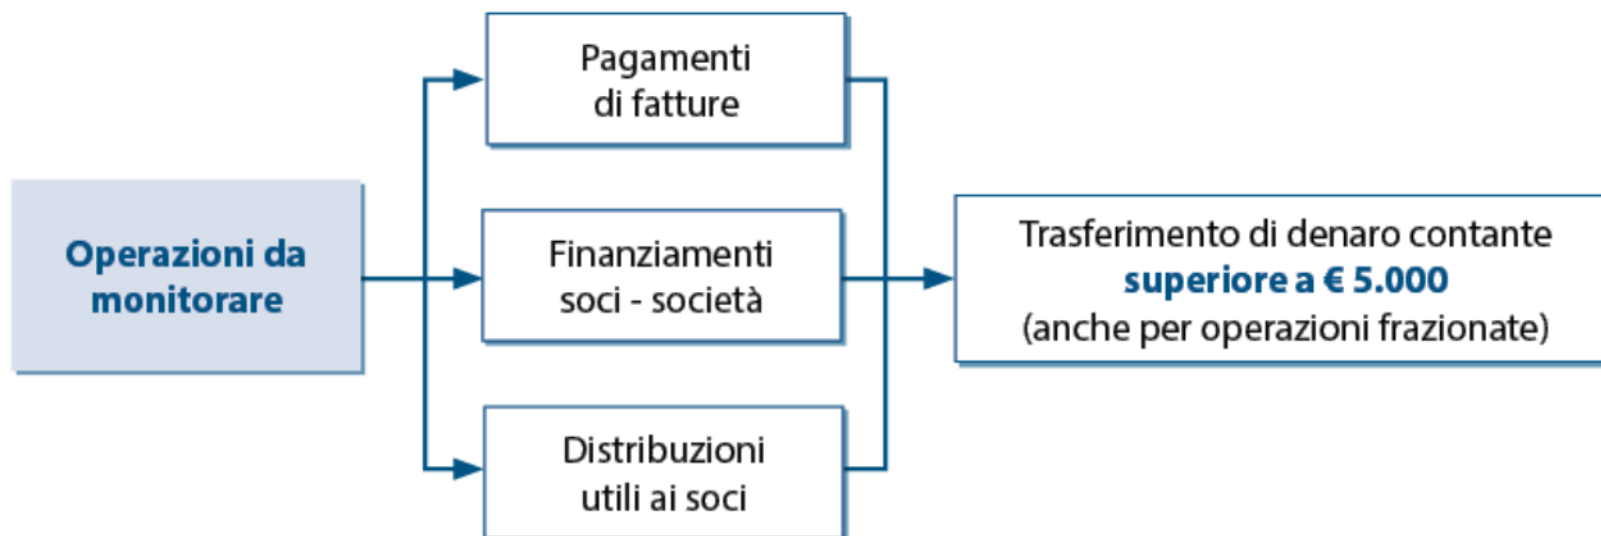 Operazioni da
monitorare
Pagamenti
di fatture
Finanziamenti
soci - società
Distribuzioni
utili ai soci
Trasferimento di denaro contante
superiore a € 5.000
(anche per operazioni frazionate)